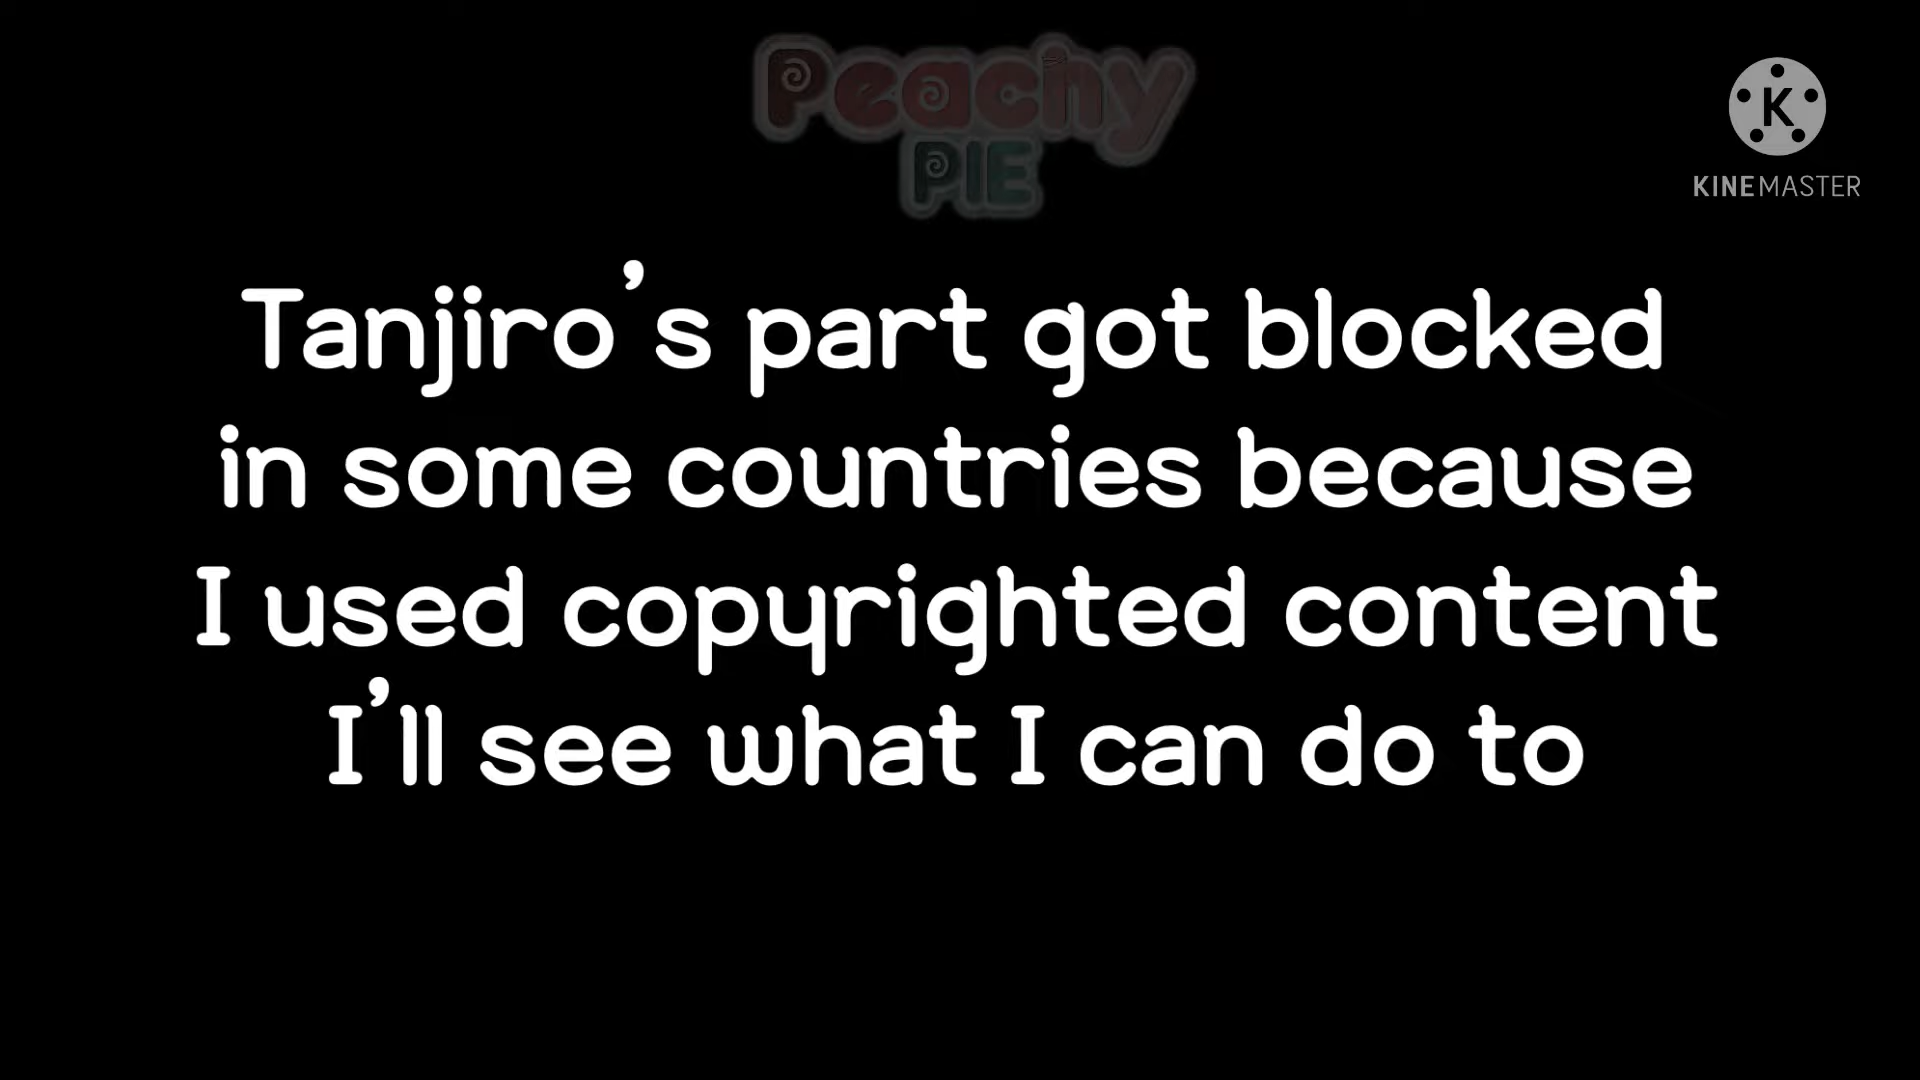 Peachy
PIE
K
KINEMASTER
Tanjiro's part got blocked
in some countries because
I used copyrighted content
I'll see what I can do to